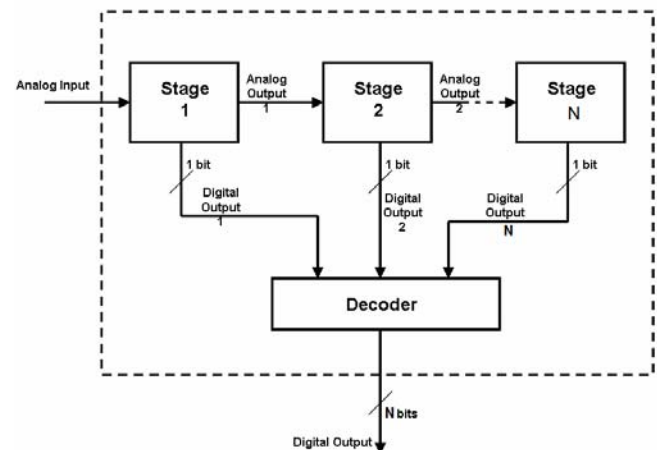 Analog Input
Stage
1
Analog
Output
1
Stage
2
Analog
Output
2
Stage
N
1 bit
Digital
Output
1
1 bit
Digital
Output
2
1 bit
Digital
Output
N
Decoder
N bits
Digital Output